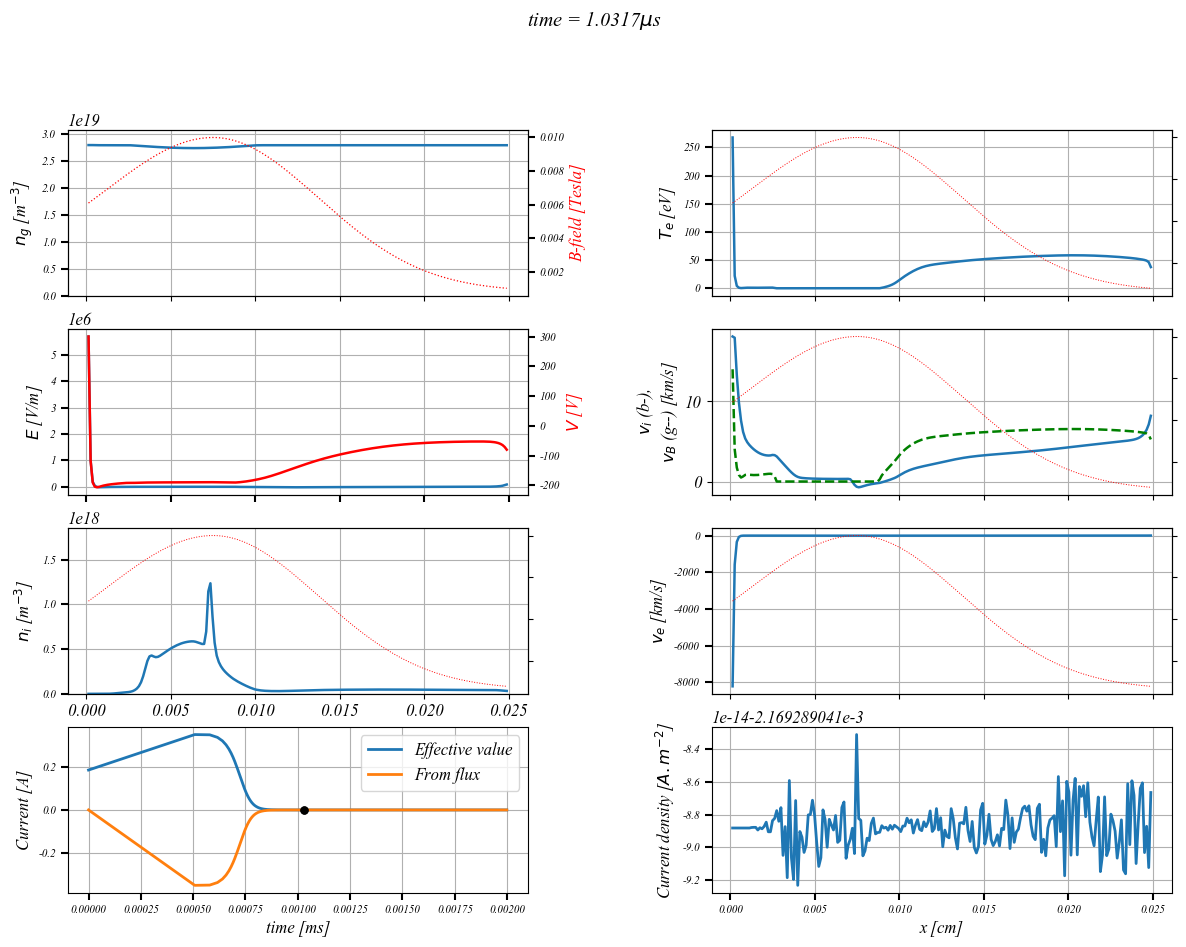 time = 1.0317μs
1e19
3.0
2.5
2.0
1.5
1.0
0.5
0.0
n_g [m^{-3}]
0.010
0.008
0.006
0.004
0.002
B-field [Tesla]
250
200
150
100
50
0
T_e [eV]
1e6
5
4
3
2
1
0
E [V/m]
300
200
100
0
-100
-200
V [V]
10
0
v_i (b-),
v_B (g--) [km/s]
1e18
1.5
1.0
0.5
0.0
n_i [m^{-3}]
0.000 0.005 0.010 0.015 0.020 0.025
0
-2000
-4000
-6000
-8000
v_e [km/s]
0.2
0.0
-0.2
Current [A]
Effective value
From flux
0.00000 0.00025 0.00050 0.00075 0.00100 0.00125 0.00150 0.00175 0.00200
time [ms]
1e-14-2.169289041e-3
-8.4
-8.6
-8.8
-9.0
-9.2
Current density [A.m^{-2}]
0.000 0.005 0.010 0.015 0.020 0.025
x [cm]